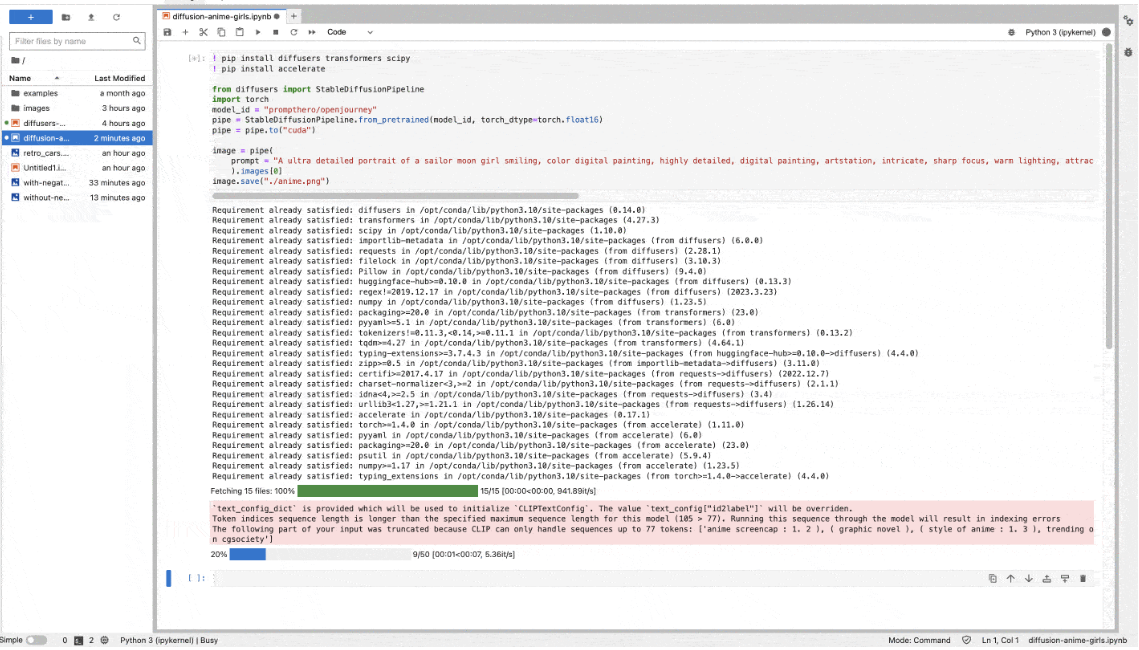 diffusion-anime-girls.ipynb
+
Code
Python 3 (ipykernel)
Filter files by name
/
Name
Last Modified
examples
a month ago
images
3 hours ago
diffusers-...
4 hours ago
diffusion-a...
2 minutes ago
retro_cars....
an hour ago
Untitled1.i...
an hour ago
with-negat...
33 minutes ago
without-ne...
13 minutes ago
[*]:
! pip install diffusers transformers scipy
! pip install accelerate
from diffusers import StableDiffusionPipeline
import torch
model_id = "prompthero/openjourney"
pipe = StableDiffusionPipeline.from_pretrained(model_id, torch_dtype=torch.float16)
pipe = pipe.to("cuda")
image = pipe(
prompt = "A ultra detailed portrait of a sailor moon girl smiling, color digital painting, highly detailed, digital painting, artstation, intricate, sharp focus, warm lighting, attrac
).images[0]
image.save("./anime.png")
Requirement already satisfied: diffusers in /opt/conda/lib/python3.10/site-packages (0.14.0)
Requirement already satisfied: transformers in /opt/conda/lib/python3.10/site-packages (4.27.3)
Requirement already satisfied: scipy in /opt/conda/lib/python3.10/site-packages (1.10.0)
Requirement already satisfied: importlib-metadata in /opt/conda/lib/python3.10/site-packages (from diffusers) (6.0.0)
Requirement already satisfied: requests in /opt/conda/lib/python3.10/site-packages (from diffusers) (2.28.1)
Requirement already satisfied: filelock in /opt/conda/lib/python3.10/site-packages (from diffusers) (3.10.3)
Requirement already satisfied: Pillow in /opt/conda/lib/python3.10/site-packages (from diffusers) (9.4.0)
Requirement already satisfied: huggingface-hub>=0.10.0 in /opt/conda/lib/python3.10/site-packages (from diffusers) (0.13.3)
Requirement already satisfied: regex!=2019.12.17 in /opt/conda/lib/python3.10/site-packages (from diffusers) (2023.3.23)
Requirement already satisfied: numpy in /opt/conda/lib/python3.10/site-packages (from diffusers) (1.23.5)
Requirement already satisfied: packaging>=20.0 in /opt/conda/lib/python3.10/site-packages (from transformers) (23.0)
Requirement already satisfied: pyyaml>=5.1 in /opt/conda/lib/python3.10/site-packages (from transformers) (6.0)
Requirement already satisfied: tokenizers!=0.11.3,<0.14,>=0.11.1 in /opt/conda/lib/python3.10/site-packages (from transformers) (0.13.2)
Requirement already satisfied: tqdm>=4.27 in /opt/conda/lib/python3.10/site-packages (from transformers) (4.64.1)
Requirement already satisfied: typing-extensions>=3.7.4.3 in /opt/conda/lib/python3.10/site-packages (from huggingface-hub>=0.10.0->diffusers) (4.4.0)
Requirement already satisfied: zipp>=0.5 in /opt/conda/lib/python3.10/site-packages (from importlib-metadata->diffusers) (3.11.0)
Requirement already satisfied: certifi>=2017.4.17 in /opt/conda/lib/python3.10/site-packages (from requests->diffusers) (2022.12.7)
Requirement already satisfied: charset-normalizer<3,>=2 in /opt/conda/lib/python3.10/site-packages (from requests->diffusers) (2.1.1)
Requirement already satisfied: idna<4,>=2.5 in /opt/conda/lib/python3.10/site-packages (from requests->diffusers) (3.4)
Requirement already satisfied: urllib3<1.27,>=1.21.1 in /opt/conda/lib/python3.10/site-packages (from requests->diffusers) (1.26.14)
Requirement already satisfied: accelerate in /opt/conda/lib/python3.10/site-packages (0.17.1)
Requirement already satisfied: torch>=1.4.0 in /opt/conda/lib/python3.10/site-packages (from accelerate) (1.11.0)
Requirement already satisfied: pyyaml in /opt/conda/lib/python3.10/site-packages (from accelerate) (6.0)
Requirement already satisfied: packaging>=20.0 in /opt/conda/lib/python3.10/site-packages (from accelerate) (23.0)
Requirement already satisfied: psutil in /opt/conda/lib/python3.10/site-packages (from accelerate) (5.9.4)
Requirement already satisfied: numpy>=1.17 in /opt/conda/lib/python3.10/site-packages (from accelerate) (1.23.5)
Requirement already satisfied: typing_extensions in /opt/conda/lib/python3.10/site-packages (from torch>=1.4.0->accelerate) (4.4.0)
Fetching 15 files: 100% 15/15 [00:00<00:00, 941.89it/s]
`text_config_dict` is provided which will be used to initialize `CLIPTextConfig`. The value `text_config["id2label"]` will be overriden.
Token indices sequence length is longer than the specified maximum sequence length for this model (105 > 77). Running this sequence through the model will result in indexing errors
The following part of your input was truncated because CLIP can only handle sequences up to 77 tokens: ['anime screencap : 1. 2 ), ( graphic novel ), ( style of anime : 1. 3 ), trending o
n cgsociety']
20% 9/50 [00:01<00:07, 5.36it/s]
[ ]:
Simple
0
2
Python 3 (ipykernel) | Busy
Mode: Command
Ln 1, Col 1
diffusion-anime-girls.ipynb